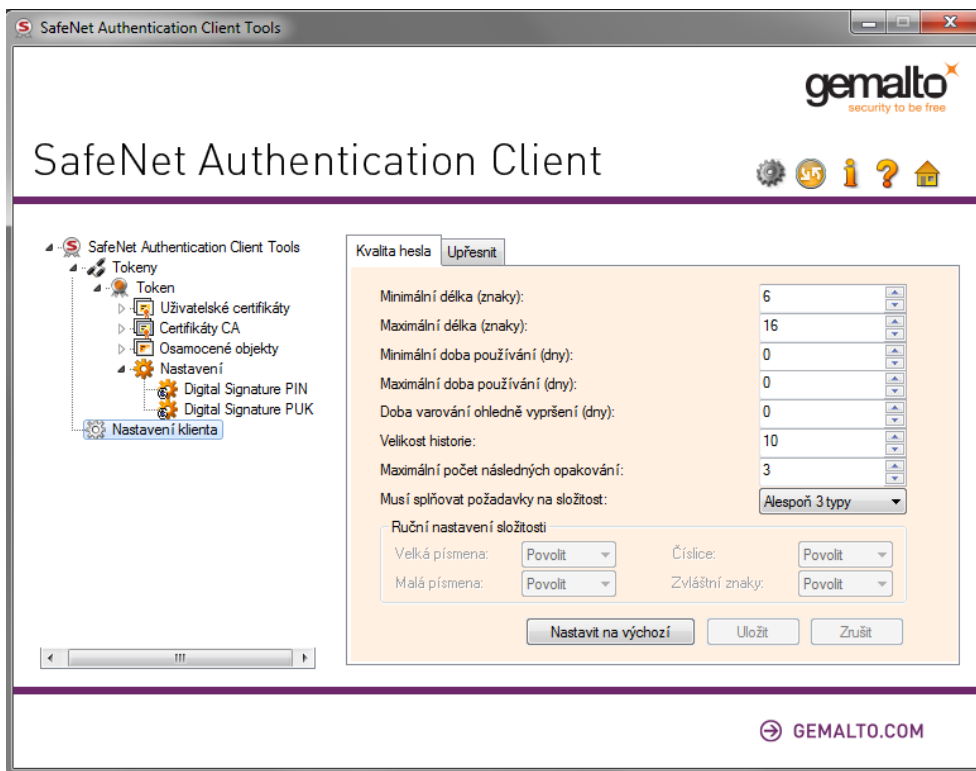 SafeNet Authentication Client Tools
gemalto
security to be free
SafeNet Authentication Client
SafeNet Authentication Client Tools
Tokeny
Token
Uživatelské certifikáty
Certifikáty CA
Osamocené objekty
Nastavení
Digital Signature PIN
Digital Signature PUK
Nastavení klienta
Kvalita hesla
Upřesnit
Minimální délka (znaky): 6
Maximální délka (znaky): 16
Minimální doba používání (dny): 0
Maximální doba používání (dny): 0
Doba varování ohledně vypršení (dny): 0
Velikost historie: 10
Maximální počet následných opakování: 3
Musí splňovat požadavky na složitost: Alespoň 3 typy
Ruční nastavení složitosti
Velká písmena: Povolit Číslice: Povolit
Malá písmena: Povolit Zvláštní znaky: Povolit
Nastavit na výchozí Uložit Zrušit
GEMALTO.COM